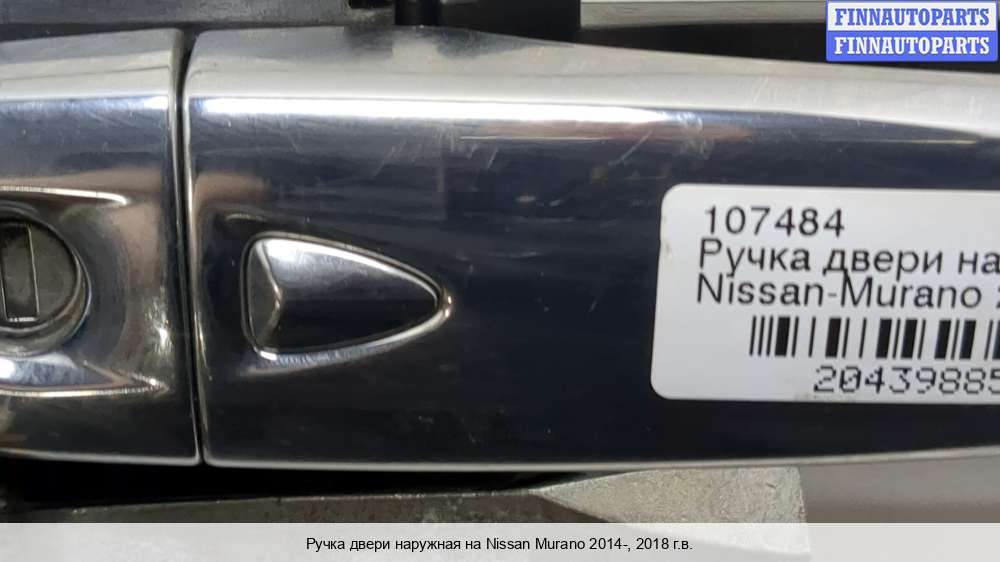 FINNAUTOPARTS
FINNAUTOPARTS
107484
Ручка двери на
Nissan-Murano
20439885
Ручка двери наружная на Nissan Murano 2014-, 2018 г.в.